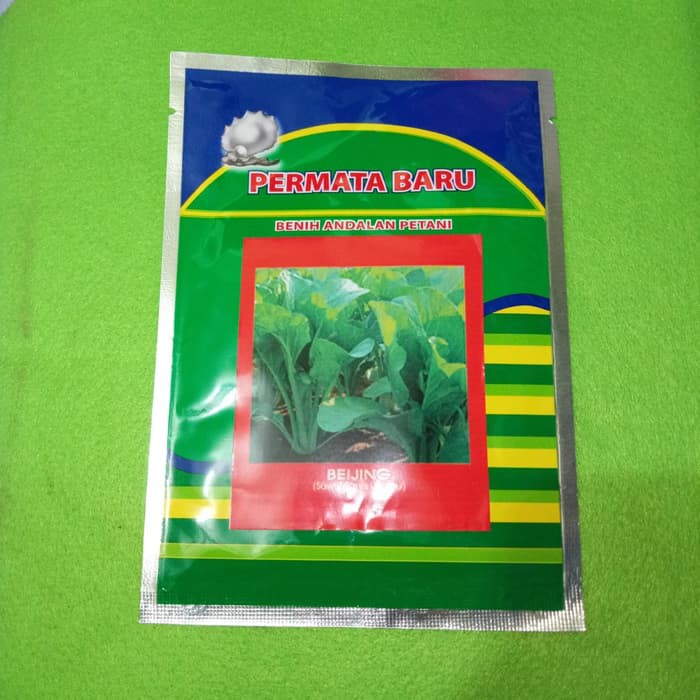 PERMATA BARU
BENIH ANDALAN PETANI
BEIJING